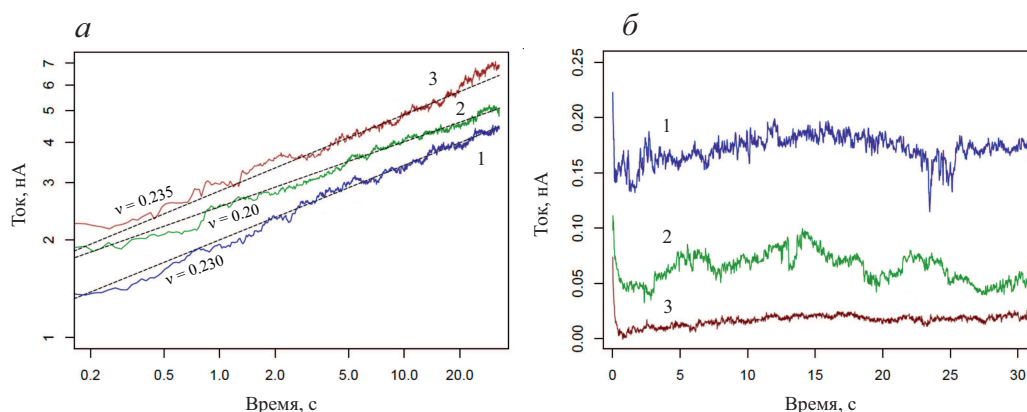 а
Ток, нА
7
6
5
4
3
2
1
3
2
1
ν = 0.235
ν = 0.20
ν = 0.230
0.2 0.5 1.0 2.0 5.0 10.0 20.0
Время, с
б
Ток, нА
0.25
0.20
0.15
0.10
0.05
0.00
1
2
3
0 5 10 15 20 25 30
Время, с